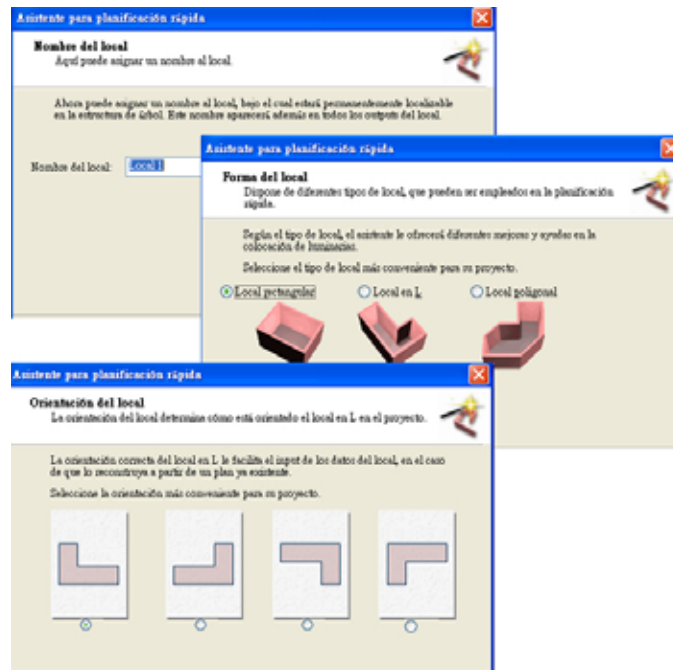 Asistente para planificación rápida
Nombre del local
Aquí puede asignar un nombre al local.
Ahora puede asignar un nombre al local, bajo el cual estará permanentemente localizable
en la estructura de árbol. Este nombre aparecerá además en todos los outputs del local.
Nombre del local:
Local 1
Asistente para planificación rápida
Forma del local
Dispone de diferentes tipos de local, que pueden ser empleados en la planificación
rápida.
Según el tipo de local, el asistente le ofrecerá diferentes mejoras y ayudas en la
colocación de luminarias.
Seleccione el tipo de local más conveniente para su proyecto.
Local rectangular
Local en L
Local poligonal
Asistente para planificación rápida
Orientación del local
La orientación del local determina cómo está orientado el local en L en el proyecto.
La orientación correcta del local en L le facilita el input de los datos del local, en el caso
de que lo reconstruya a partir de un plan ya existente.
Seleccione la orientación más conveniente para su proyecto.